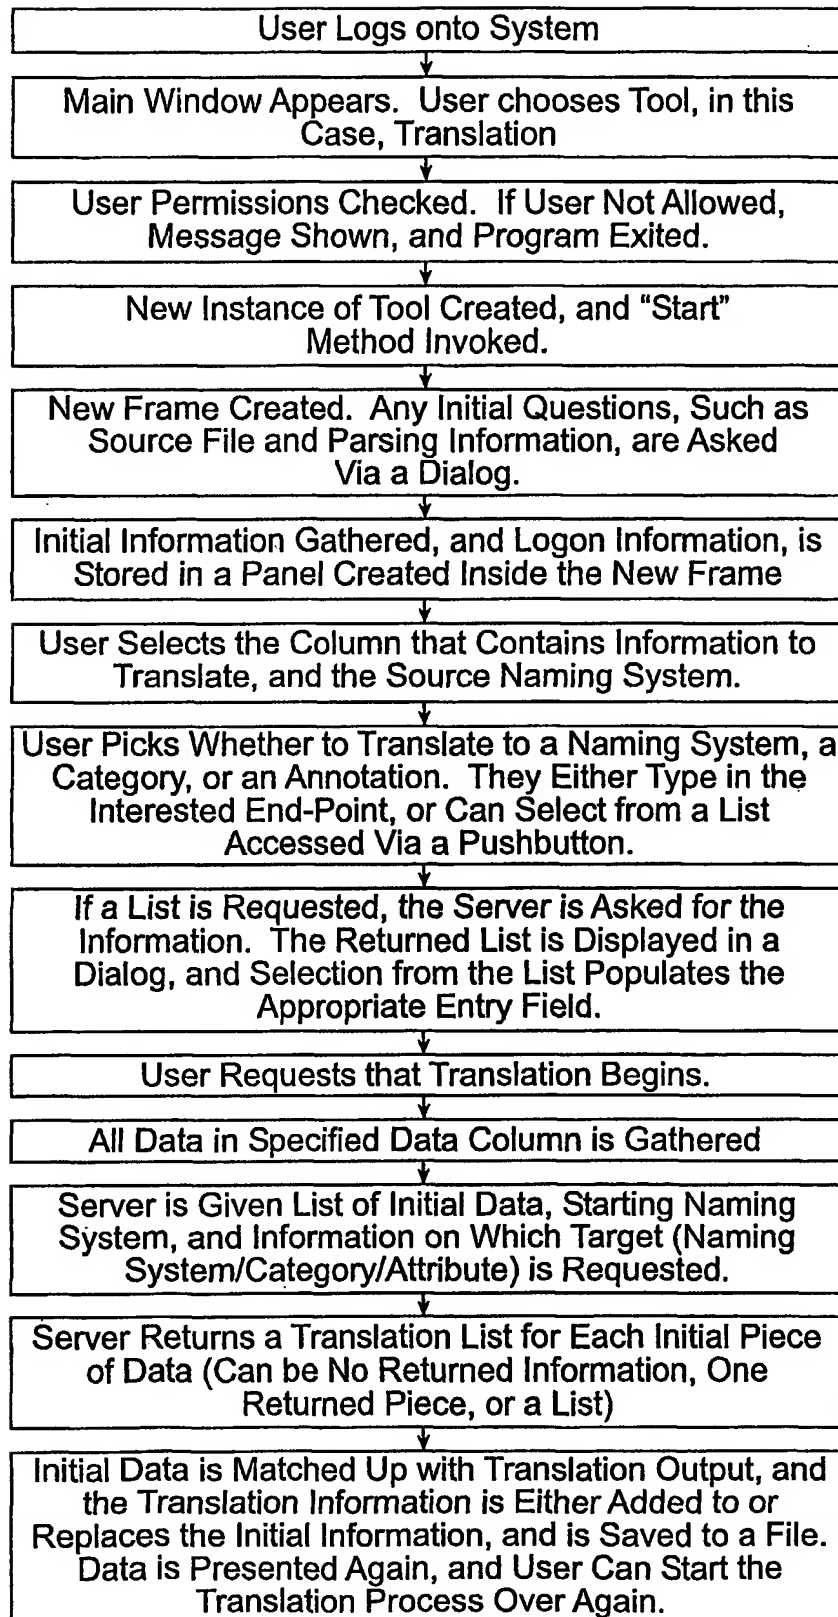 User Logs onto System
Main Window Appears. User chooses Tool, in this
Case, Translation
User Permissions Checked. If User Not Allowed,
Message Shown, and Program Exited.
New Instance of Tool Created, and “Start”
Method Invoked.
New Frame Created. Any Initial Questions, Such as
Source File and Parsing Information, are Asked
Via a Dialog.
Initial Information Gathered, and Logon Information, is
Stored in a Panel Created Inside the New Frame
User Selects the Column that Contains Information to
Translate, and the Source Naming System.
User Picks Whether to Translate to a Naming System, a
Category, or an Annotation. They Either Type in the
Interested End-Point, or Can Select from a List
Accessed Via a Pushbutton.
If a List is Requested, the Server is Asked for the
Information. The Returned List is Displayed in a
Dialog, and Selection from the List Populates the
Appropriate Entry Field.
User Requests that Translation Begins.
All Data in Specified Data Column is Gathered
Server is Given List of Initial Data, Starting Naming
System, and Information on Which Target (Naming
System/Category/Attribute) is Requested.
Server Returns a Translation List for Each Initial Piece
of Data (Can be No Returned Information, One
Returned Piece, or a List)
Initial Data is Matched Up with Translation Output, and
the Translation Information is Either Added to or
Replaces the Initial Information, and is Saved to a File.
Data is Presented Again, and User Can Start the
Translation Process Over Again.